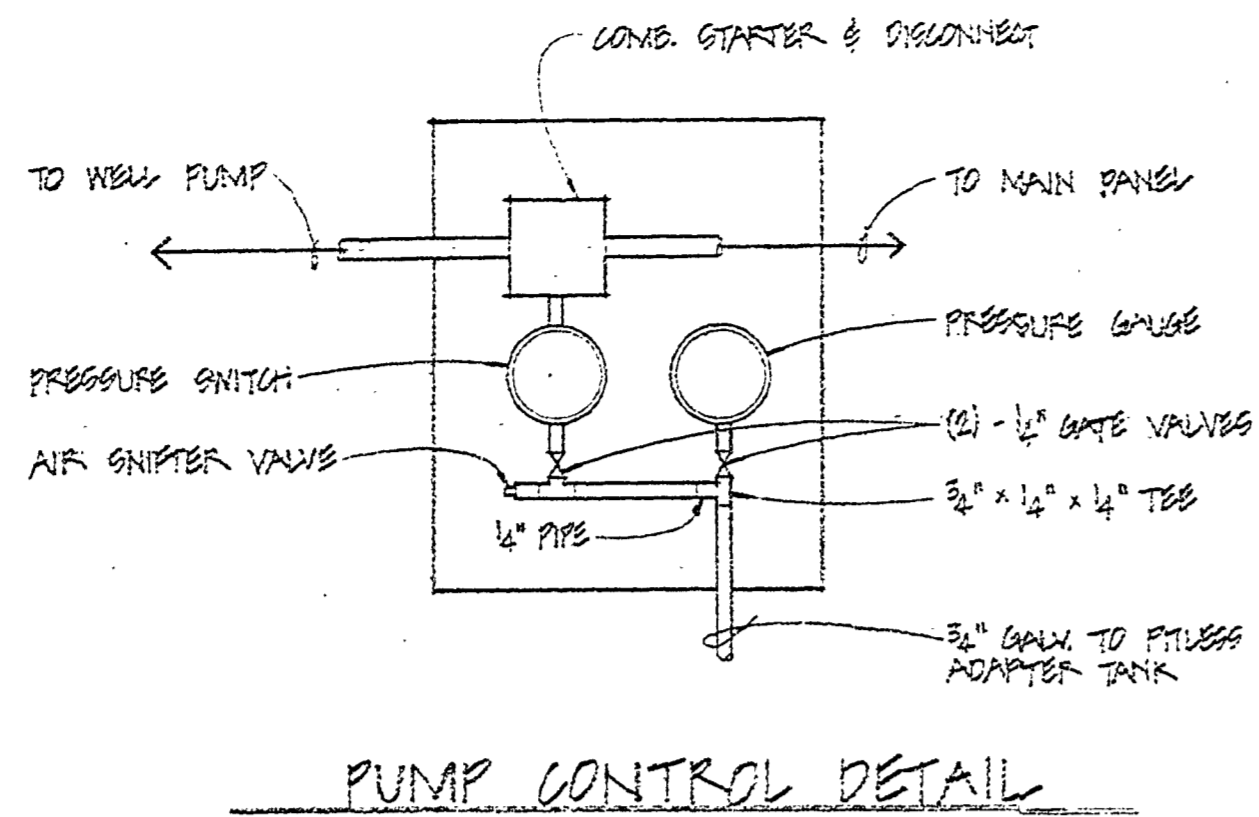 COMB. STARTER & DISCONNECT
TO WELL PUMP
TO MAIN PANEL
PRESSURE GAUGE
PRESSURE SWITCH
(2) - 1/4" GATE VALVES
AIR SNIFTER VALVE
3/4" x 1/4" x 1/4" TEE
1/4" PIPE
3/4" GALV. TO PITLESS
ADAPTER TANK
PUMP CONTROL DETAIL